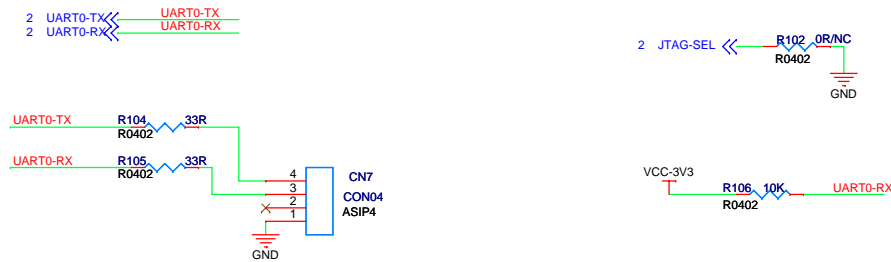 2 UART0-TX UART0-TX
2 UART0-RX UART0-RX
2 JTAG-SEL R102 0R/NC
R0402
GND
UART0-TX R104 33R
R0402
UART0-RX R105 33R
R0402
4 CN7
3 CON04
2 ASIP4
1
GND
VCC-3V3
R106 10K UART0-RX
R0402